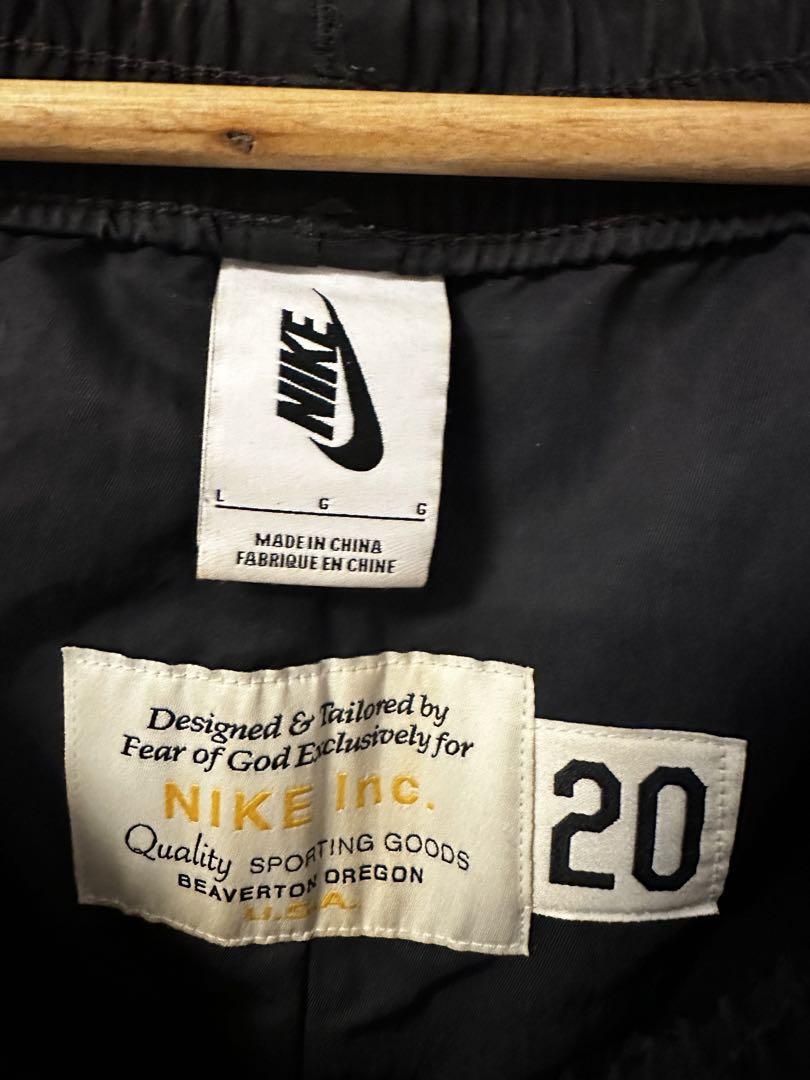 NIKE
L G G
MADE IN CHINA
FABRIQUE EN CHINE
Designed & Tailored by
Fear of God Exclusively for
NIKE Inc.
Quality SPORTING GOODS
BEAVERTON OREGON
U.S.A.
20